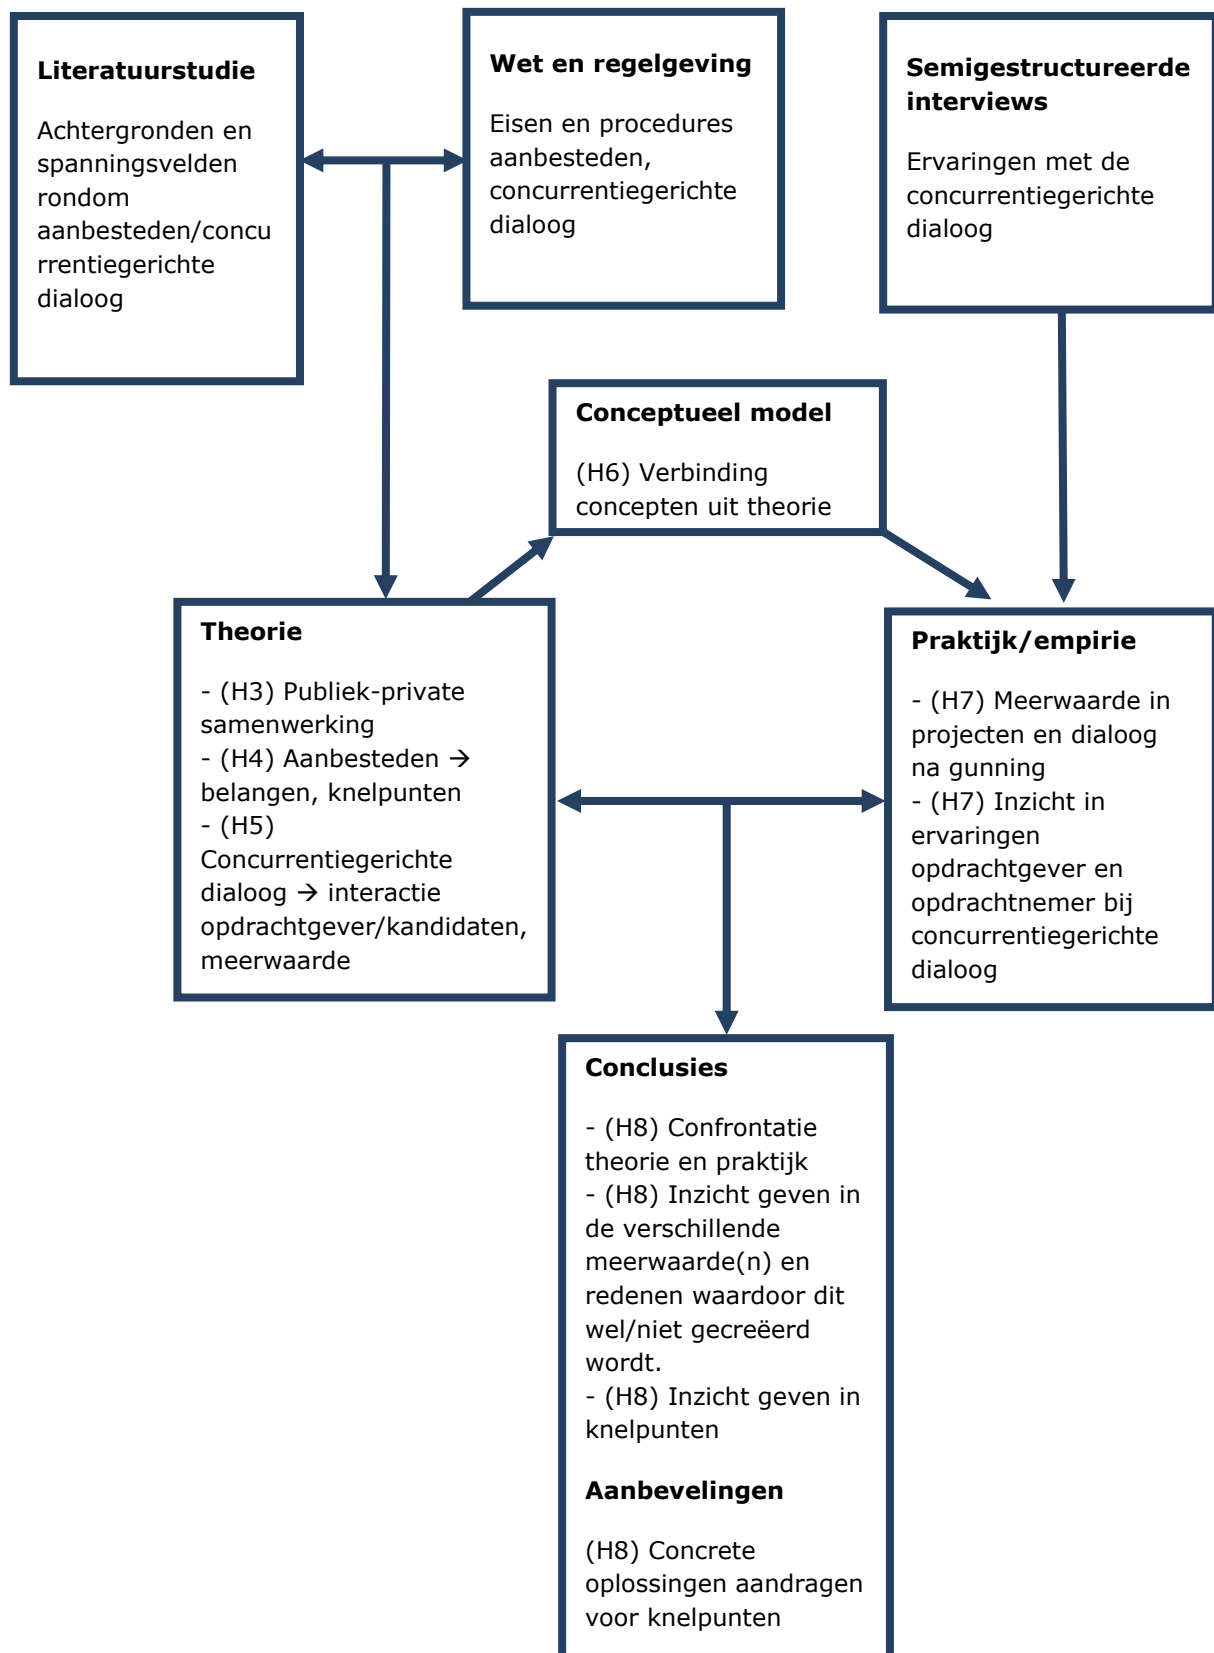 Literatuurstudie
Achtergronden en
spanningsvelden
rondom
aanbesteden/concu
rrentiegerichte
dialoog
Wet en regelgeving
Eisen en procedures
aanbesteden,
concurrentiegerichte
dialoog
Semigestructureerde
interviews
Ervaringen met de
concurrentiegerichte
dialoog
Conceptueel model
(H6) Verbinding
concepten uit theorie
Theorie
- (H3) Publiek-private
samenwerking
- (H4) Aanbesteden →
belangen, knelpunten
- (H5)
Concurrentiegerichte
dialoog → interactie
opdrachtgever/kandidaten,
meerwaarde
Praktijk/empirie
- (H7) Meerwaarde in
projecten en dialoog
na gunning
- (H7) Inzicht in
ervaringen
opdrachtgever en
opdrachtnemer bij
concurrentiegerichte
dialoog
Conclusies
- (H8) Confrontatie
theorie en praktijk
- (H8) Inzicht geven in
de verschillende
meerwaarde(n) en
redenen waardoor dit
wel/niet gecreëerd
wordt.
- (H8) Inzicht geven in
knelpunten
Aanbevelingen
(H8) Concrete
oplossingen aandragen
voor knelpunten